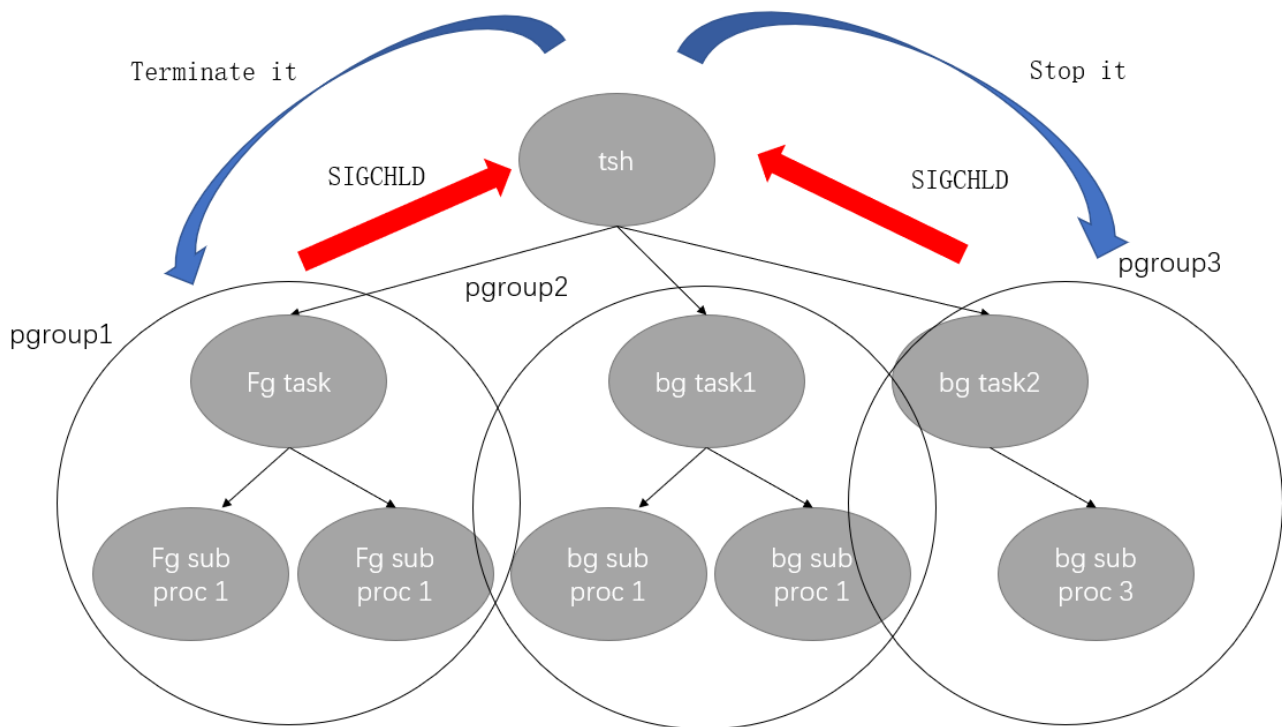 Terminate it
Stop it
tsh
SIGCHLD
SIGCHLD
pgroup3
pgroup2
pgroup1
Fg task
bg task1
bg task2
Fg sub
proc 1
Fg sub
proc 1
bg sub
proc 1
bg sub
proc 1
bg sub
proc 3